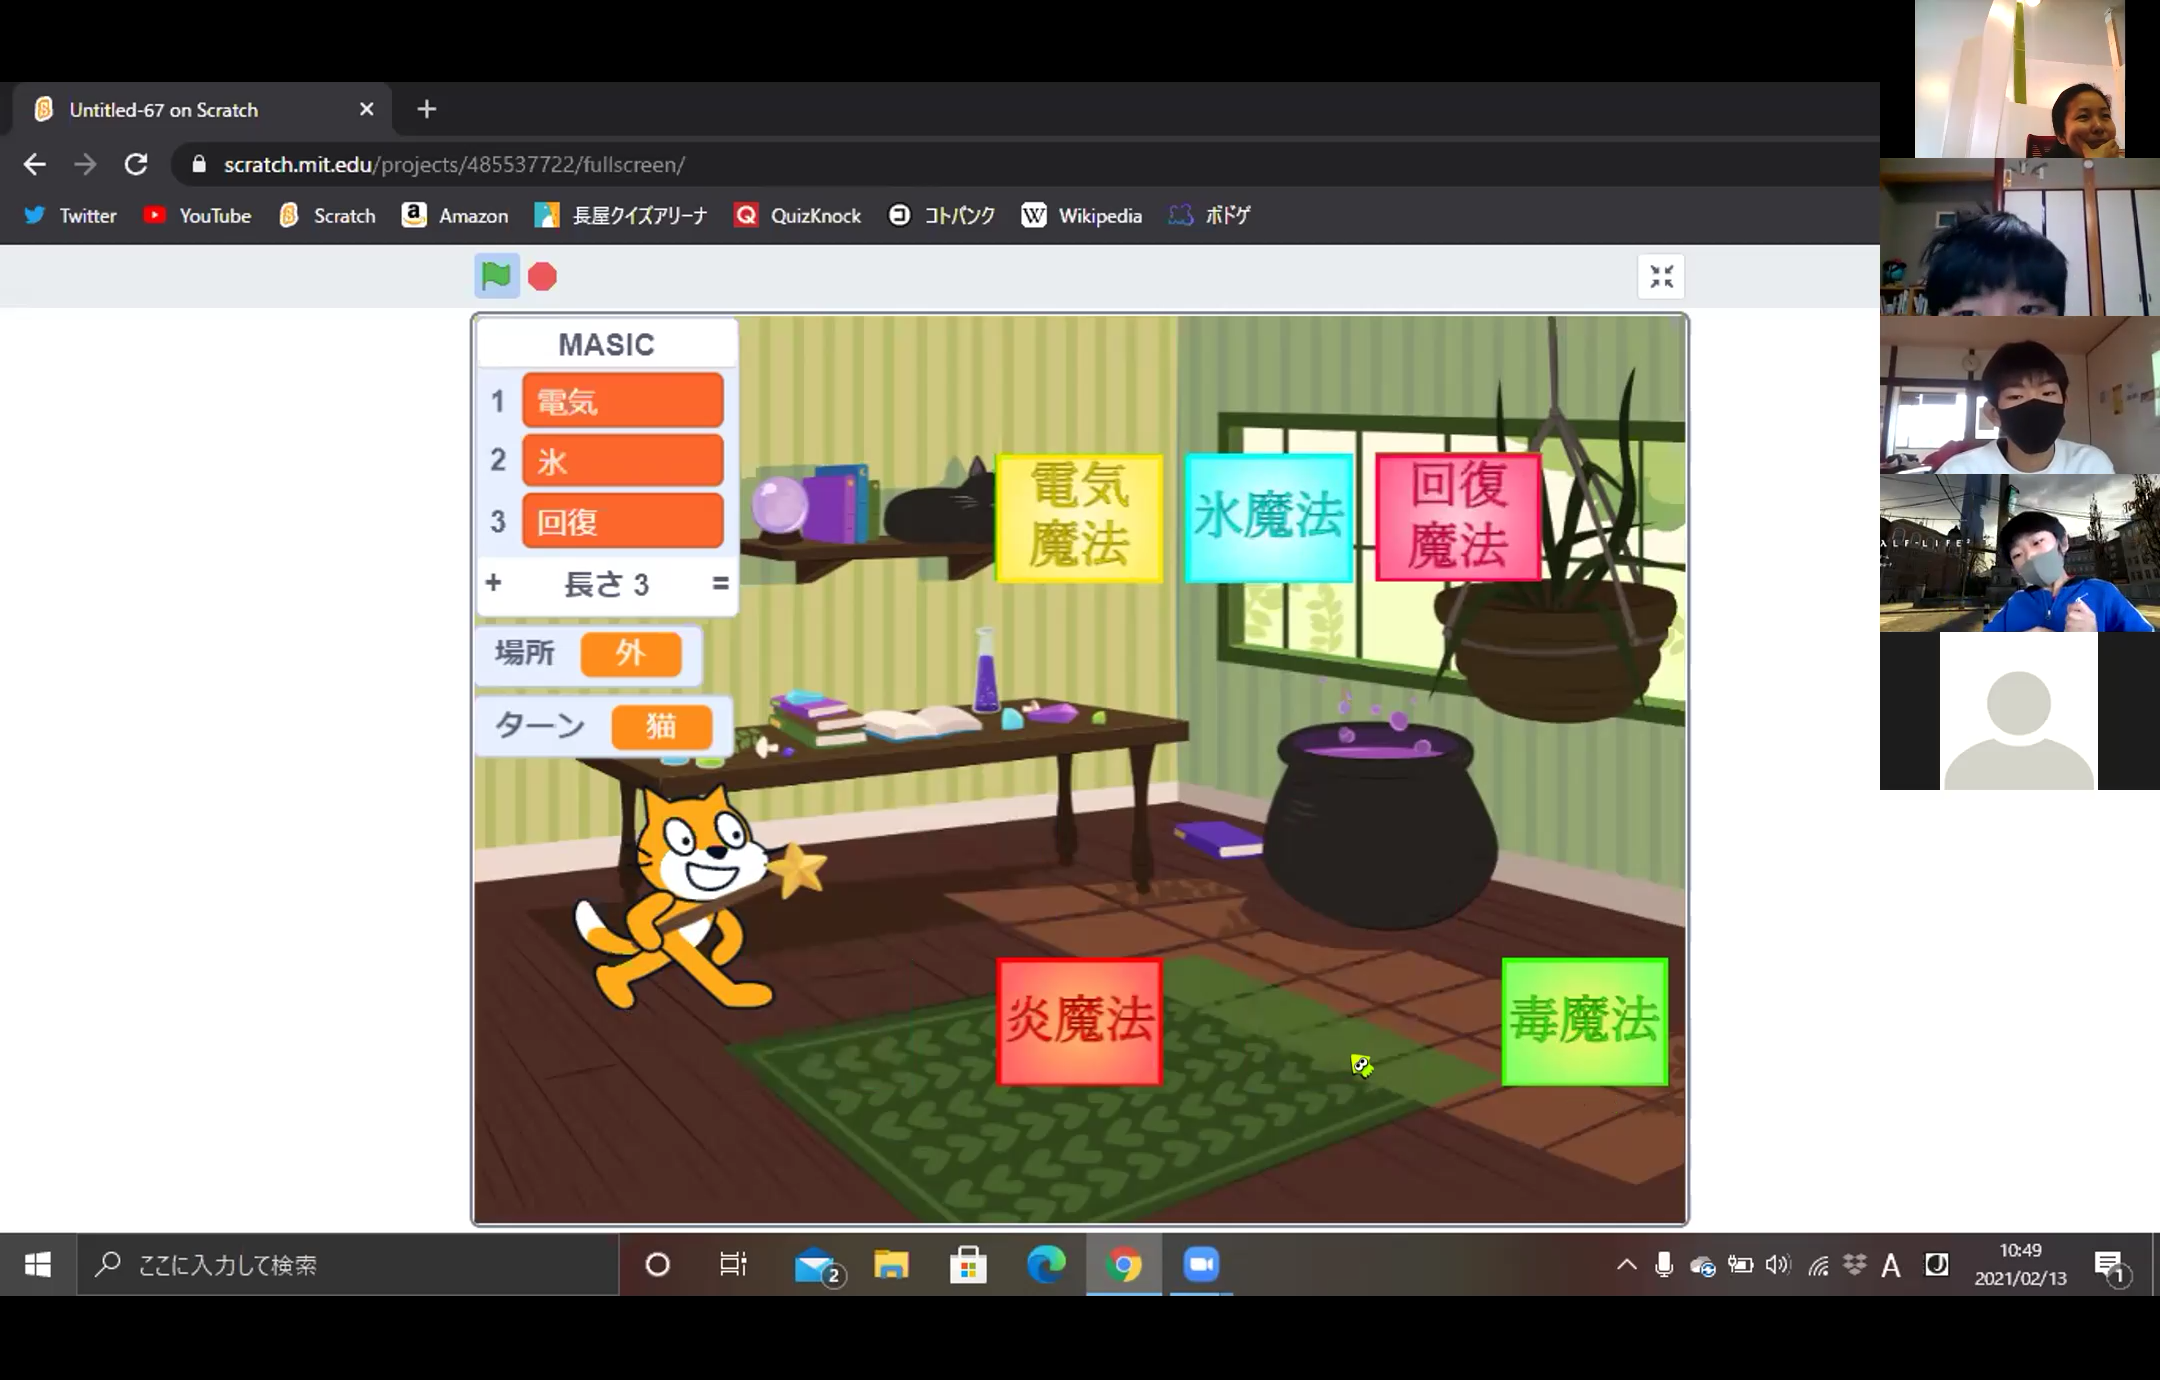 Untitled-67 on Scratch
scratch.mit.edu/projects/485537722/fullscreen/
Twitter YouTube Scratch Amazon 長屋クイズアリーナ QuizKnock コトバンク Wikipedia ボドゲ
MASIC
1 電気
2 氷
3 回復
+ 長さ 3 =
場所 外
ターン 猫
電気
魔法
氷魔法
回復
魔法
炎魔法
毒魔法
ALF-LIFE
ここに入力して検索
2
A
J
10:49
2021/02/13
1